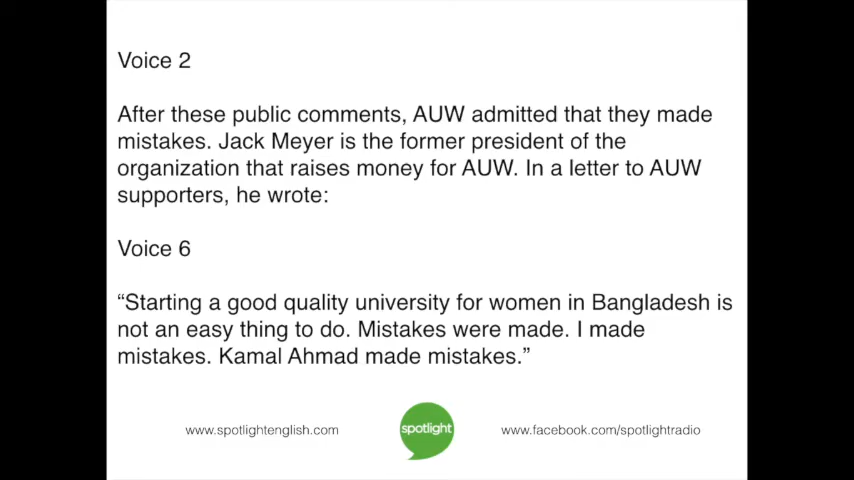 Voice 2
After these public comments, AUW admitted that they made
mistakes. Jack Meyer is the former president of the
organization that raises money for AUW. In a letter to AUW
supporters, he wrote:
Voice 6
“Starting a good quality university for women in Bangladesh is
not an easy thing to do. Mistakes were made. I made
mistakes. Kamal Ahmad made mistakes.”
www.spotlightenglish.com
spotlight
www.facebook.com/spotlightradio